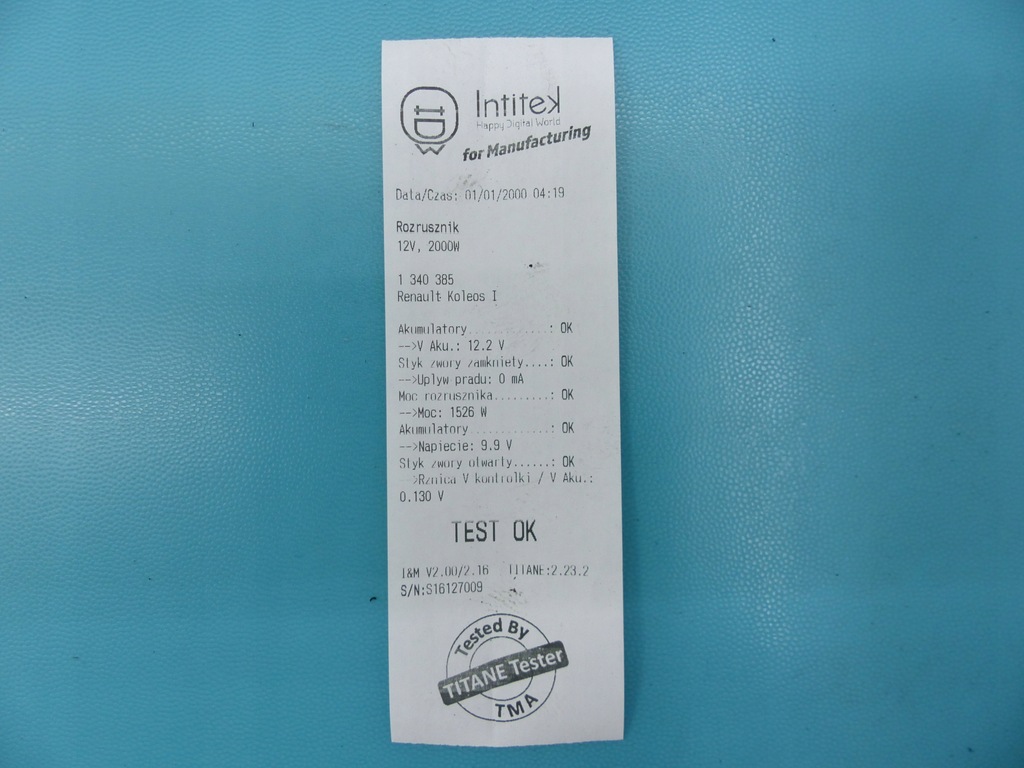 Intitek
Happy Digital World
for Manufacturing
Data/Czas: 01/01/2000 04:19
Rozrusznik
12V, 2000W
1 340 385
Renault Koleos I
Akumulatory............: OK
-->V Aku.: 12.2 V
Styk zwory zamkniety....: OK
-->Uplyw pradu: 0 mA
Moc rozrusznika.........: OK
-->Moc: 1526 W
Akumulatory............: OK
-->Napiecie: 9.9 V
Styk zwory otwarty......: OK
-->Rznica V kontrolki / V Aku.:
0.130 V
TEST OK
I&M V2.00/2.16 TITANE:2.23.2
S/N:S16127009
Tested By
TITANE Tester
TMA